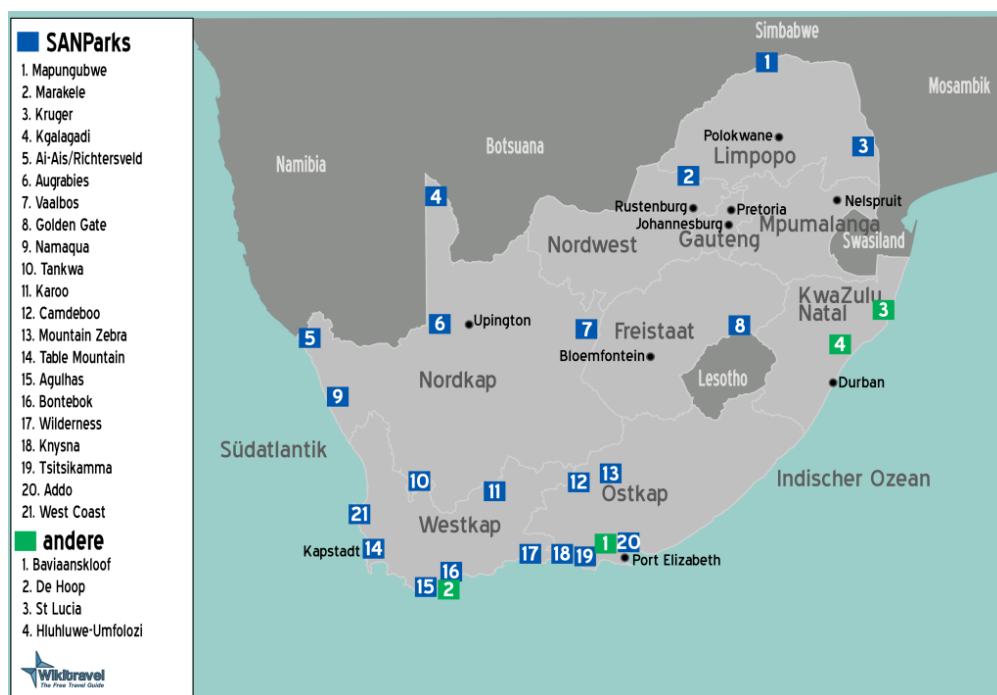 SANParks
1. Mapungubwe
2. Marakele
3. Kruger
4. Kgalagadi
5. Ai-Ais/Richtersveld
6. Augrabies
7. Vaalbos
8. Golden Gate
9. Namaqua
10. Tankwa
11. Karoo
12. Camdeboo
13. Mountain Zebra
14. Table Mountain
15. Agulhas
16. Bontebok
17. Wilderness
18. Knysna
19. Tsitsikamma
20. Addo
21. West Coast
andere
1. Baviaanskloof
2. De Hoop
3. St Lucia
4. Hluhluwe-Umfolozi
Wikitravel
The Free Travel Guide
Simbabwe
1
Mosambik
Polokwane
Limpopo
3
Botsuana
Namibia
2
4
Rustenburg
Pretoria
Nelspruit
Johannesburg
Mpumalanga
Gauteng
Nordwest
Swasiland
KwaZulu
Natal
3
5
6
Upington
7
Freistaat
8
4
Bloemfontein
Lesotho
Durban
Nordkap
9
Südatlantik
Indischer Ozean
10
11
12
13
Ostkap
21
Westkap
Kapstadt
14
17
18
19
1
20
Port Elizabeth
16
15
2